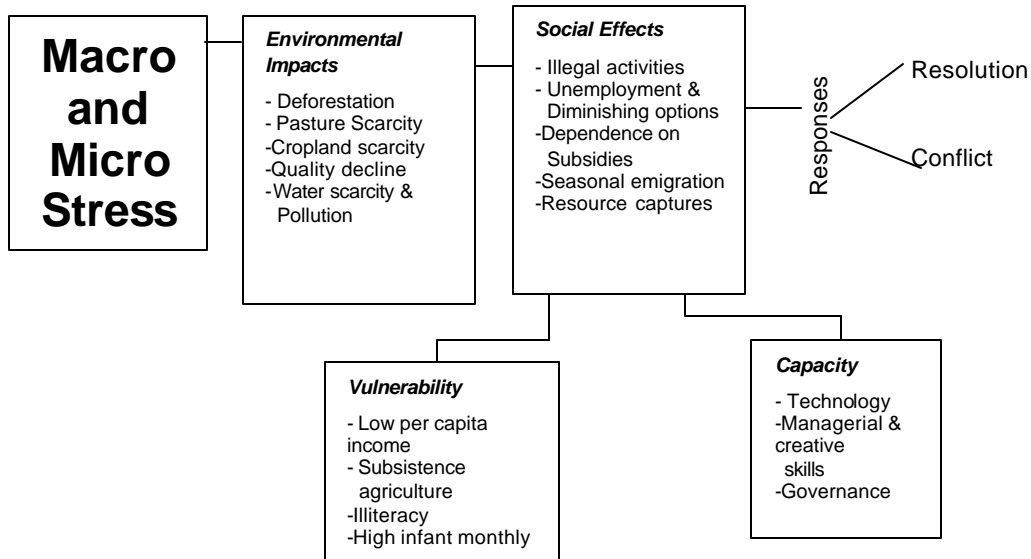 Macro
and
Micro
Stress
Environmental
Impacts
- Deforestation
- Pasture Scarcity
-Cropland scarcity
-Quality decline
-Water scarcity &
Pollution
Social Effects
- Illegal activities
- Unemployment &
Diminishing options
-Dependence on
Subsidies
-Seasonal emigration
-Resource captures
Responses
Resolution
Conflict
Vulnerability
- Low per capita
income
- Subsistence
agriculture
-Illiteracy
-High infant monthly
Capacity
- Technology
-Managerial &
creative
skills
-Governance